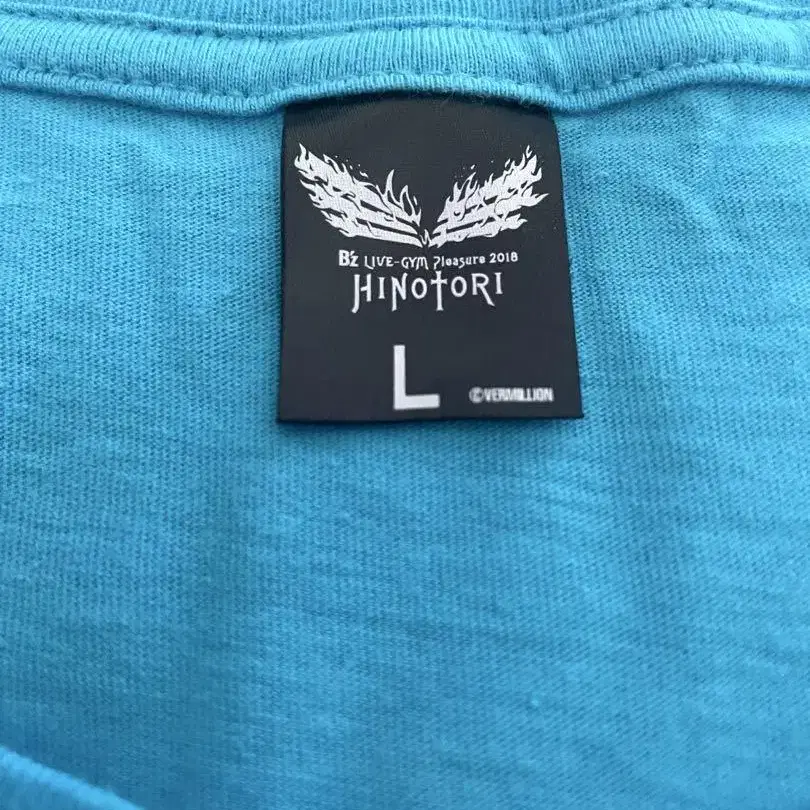 B'z LIVE-GYM Pleasure 2018
HINOTORI
L
©VERMILLION